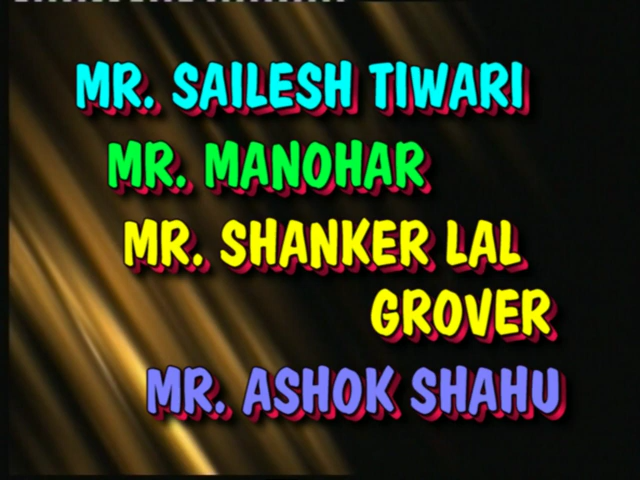 MR. SAILESH TIWARI
MR. MANOHAR
MR. SHANKER LAL
GROVER
MR. ASHOK SHAHU